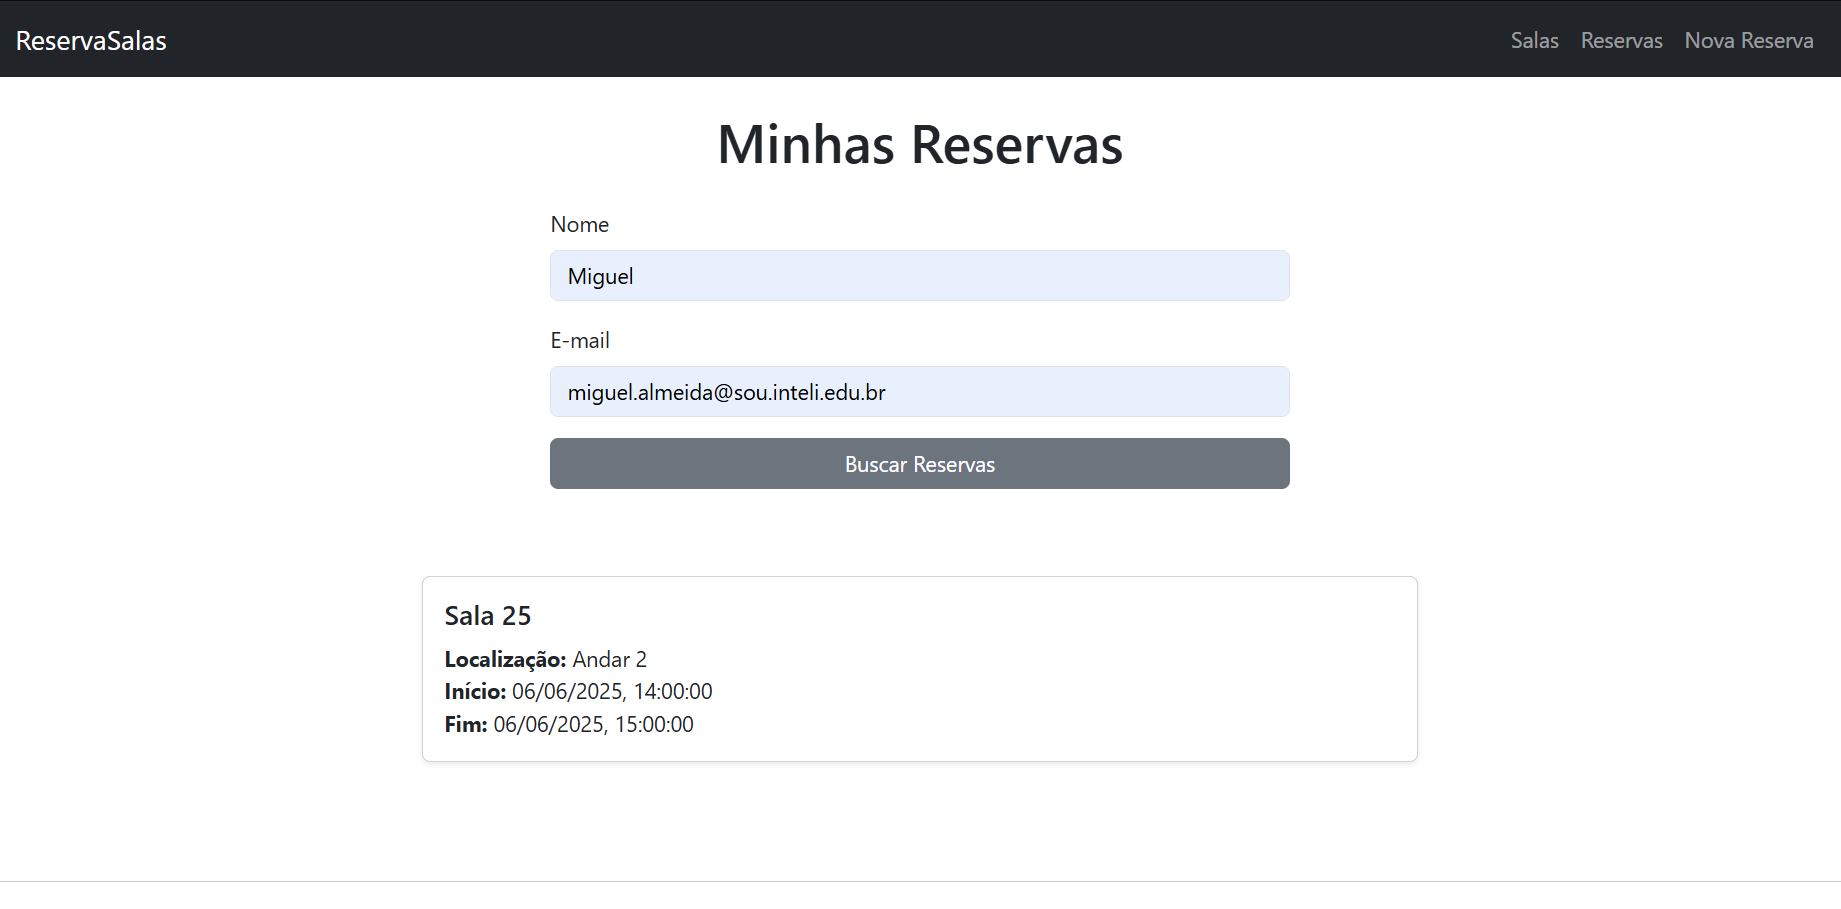 ReservaSalas
Salas Reservas Nova Reserva
Minhas Reservas
Nome
Miguel
E-mail
miguel.almeida@sou.inteli.edu.br
Buscar Reservas
Sala 25
Localização: Andar 2
Início: 06/06/2025, 14:00:00
Fim: 06/06/2025, 15:00:00